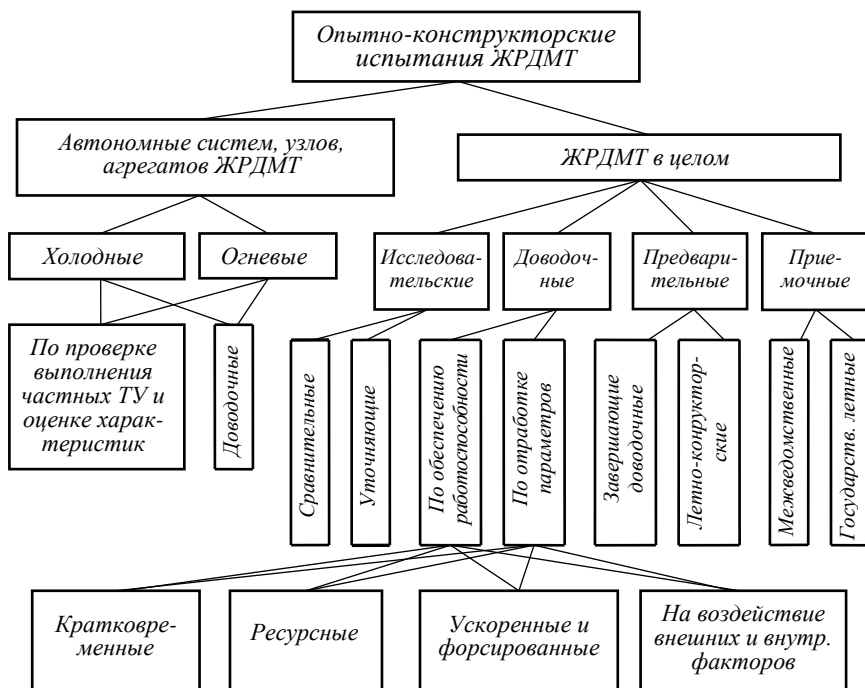 Опытно-конструкторские
испытания ЖРДМТ
Автономные систем, узлов,
агрегатов ЖРДМТ
ЖРДМТ в целом
Холодные
Огневые
Исследова-
тельские
Доводоч-
ные
Предвари-
тельные
Прие-
мочные
По проверке
выполнения
частных ТУ и
оценке харак-
теристик
Доводочные
Сравнительные
Уточняющие
По обеспечению
работоспособности
По отработке
параметров
Завершающие
доводочные
Летно-конруктор-
ские
Межведомственные
Государств. летные
Кратковре-
менные
Ресурсные
Ускоренные и
форсированные
На воздействие
внешних и внутр.
факторов